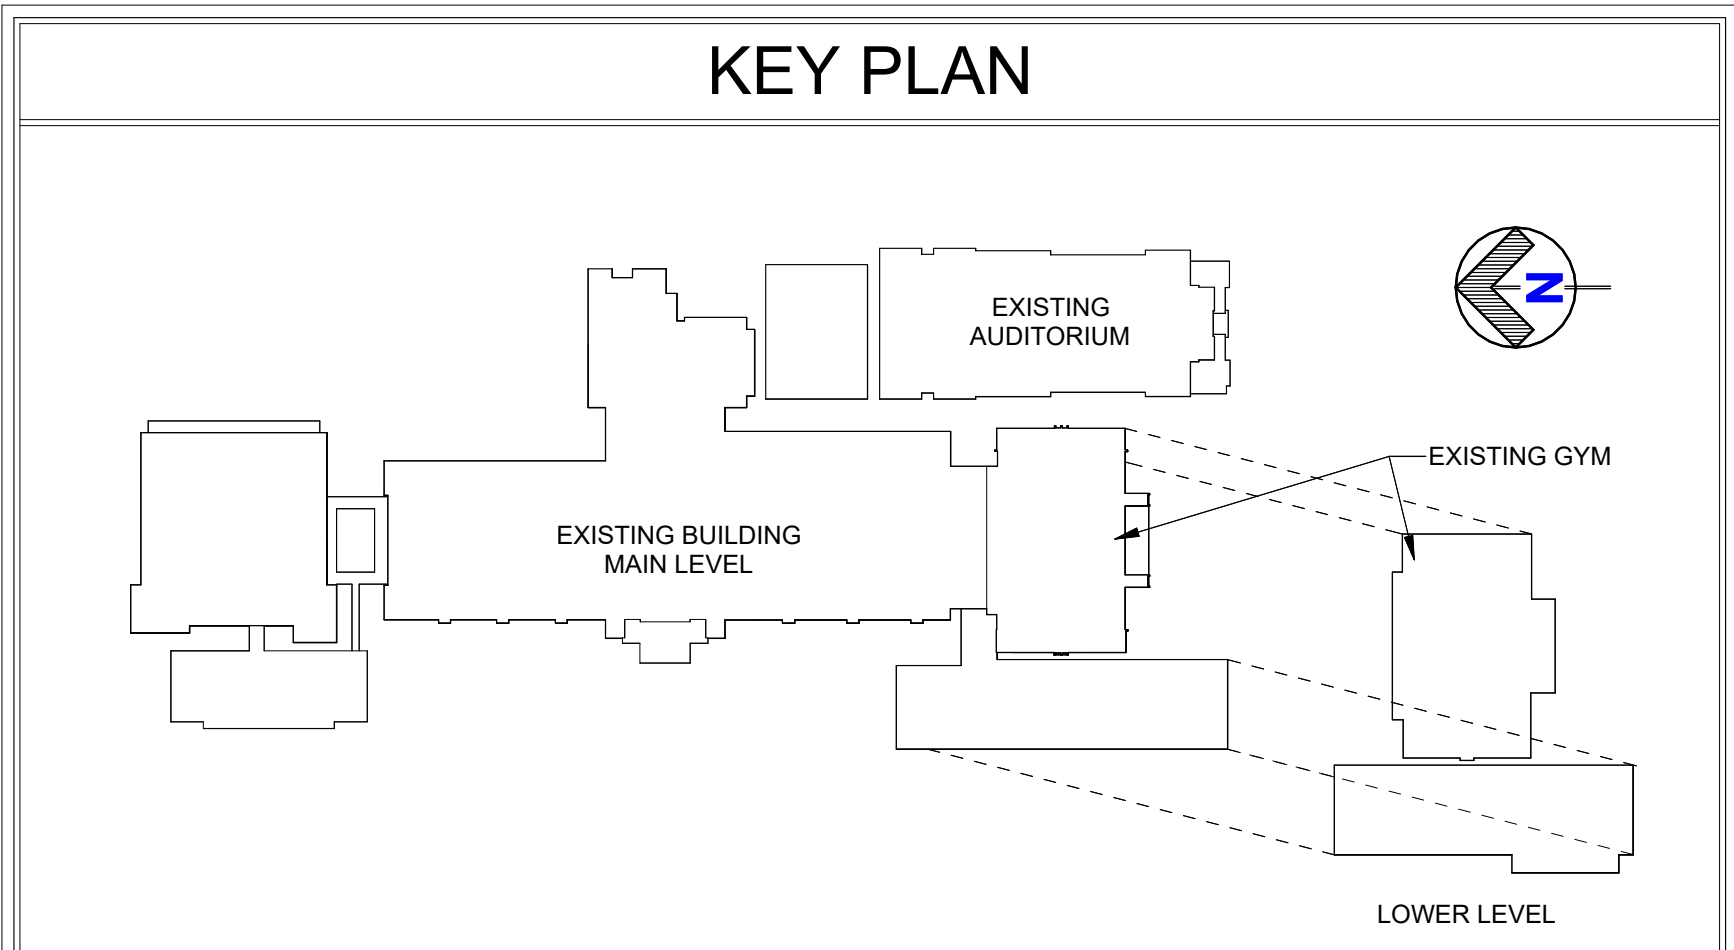 KEY PLAN
EXISTING
AUDITORIUM
N
EXISTING GYM
EXISTING BUILDING
MAIN LEVEL
LOWER LEVEL